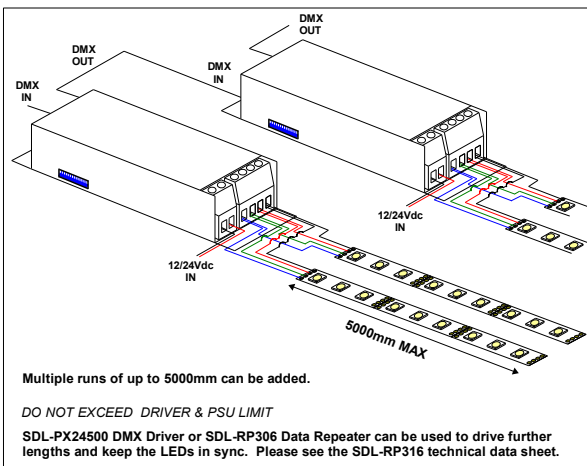 DMX
OUT
DMX
OUT
DMX
IN
DMX
IN
12/24Vdc
IN
12/24Vdc
IN
5000mm MAX
Multiple runs of up to 5000mm can be added.
DO NOT EXCEED DRIVER & PSU LIMIT
SDL-PX24500 DMX Driver or SDL-RP306 Data Repeater can be used to drive further
lengths and keep the LEDs in sync. Please see the SDL-RP316 technical data sheet.